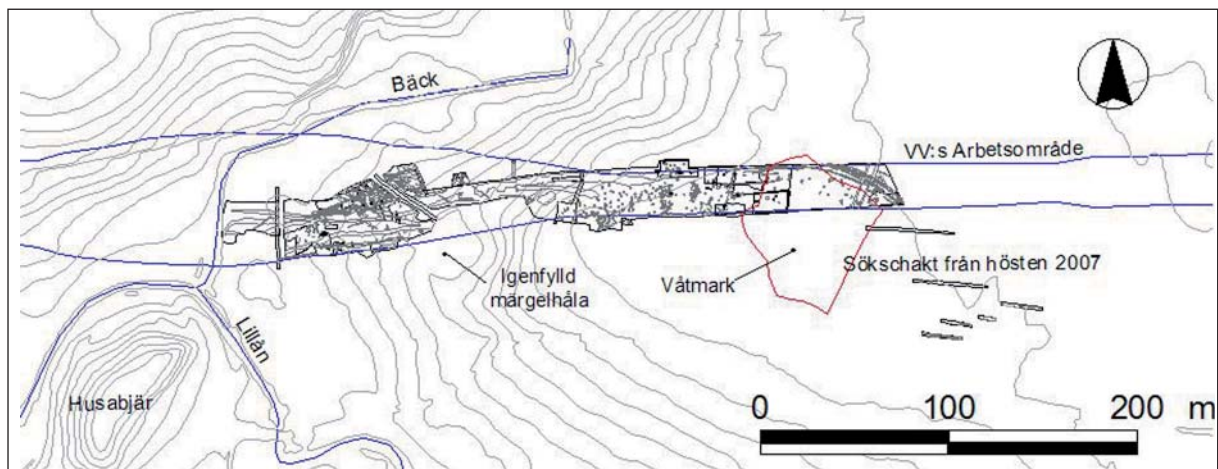 Bäck
VV:s Arbetsområde
Igenfylld
märgelhåla
Våtmark
Sökschakt från hösten 2007
Lillån
Husabjär
0 100 200 m